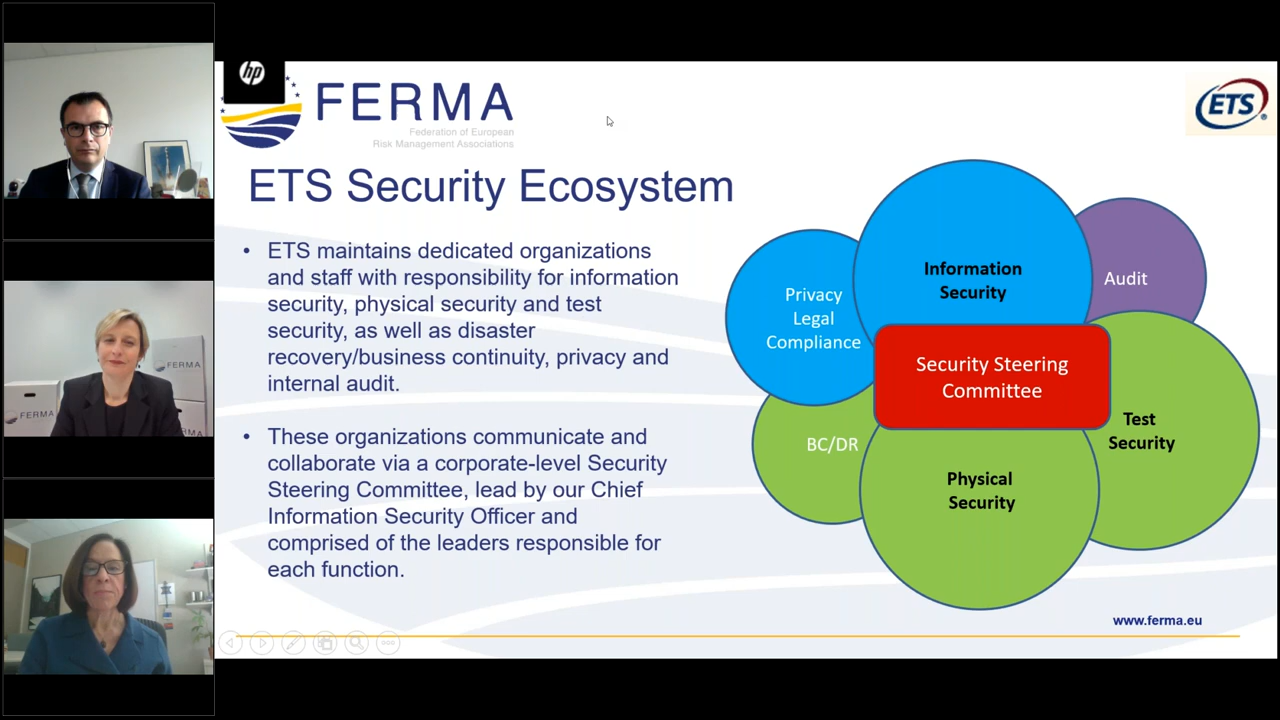 hp
FERMA
Federation of European
Risk Management Associations
ETS
ETS Security Ecosystem
• ETS maintains dedicated organizations
and staff with responsibility for information
security, physical security and test
security, as well as disaster
recovery/business continuity, privacy and
internal audit.
• These organizations communicate and
collaborate via a corporate-level Security
Steering Committee, lead by our Chief
Information Security Officer and
comprised of the leaders responsible for
each function.
Information
Security
Audit
Privacy
Legal
Compliance
Security Steering
Committee
Test
Security
BC/DR
Physical
Security
www.ferma.eu
FERMA
FERMA